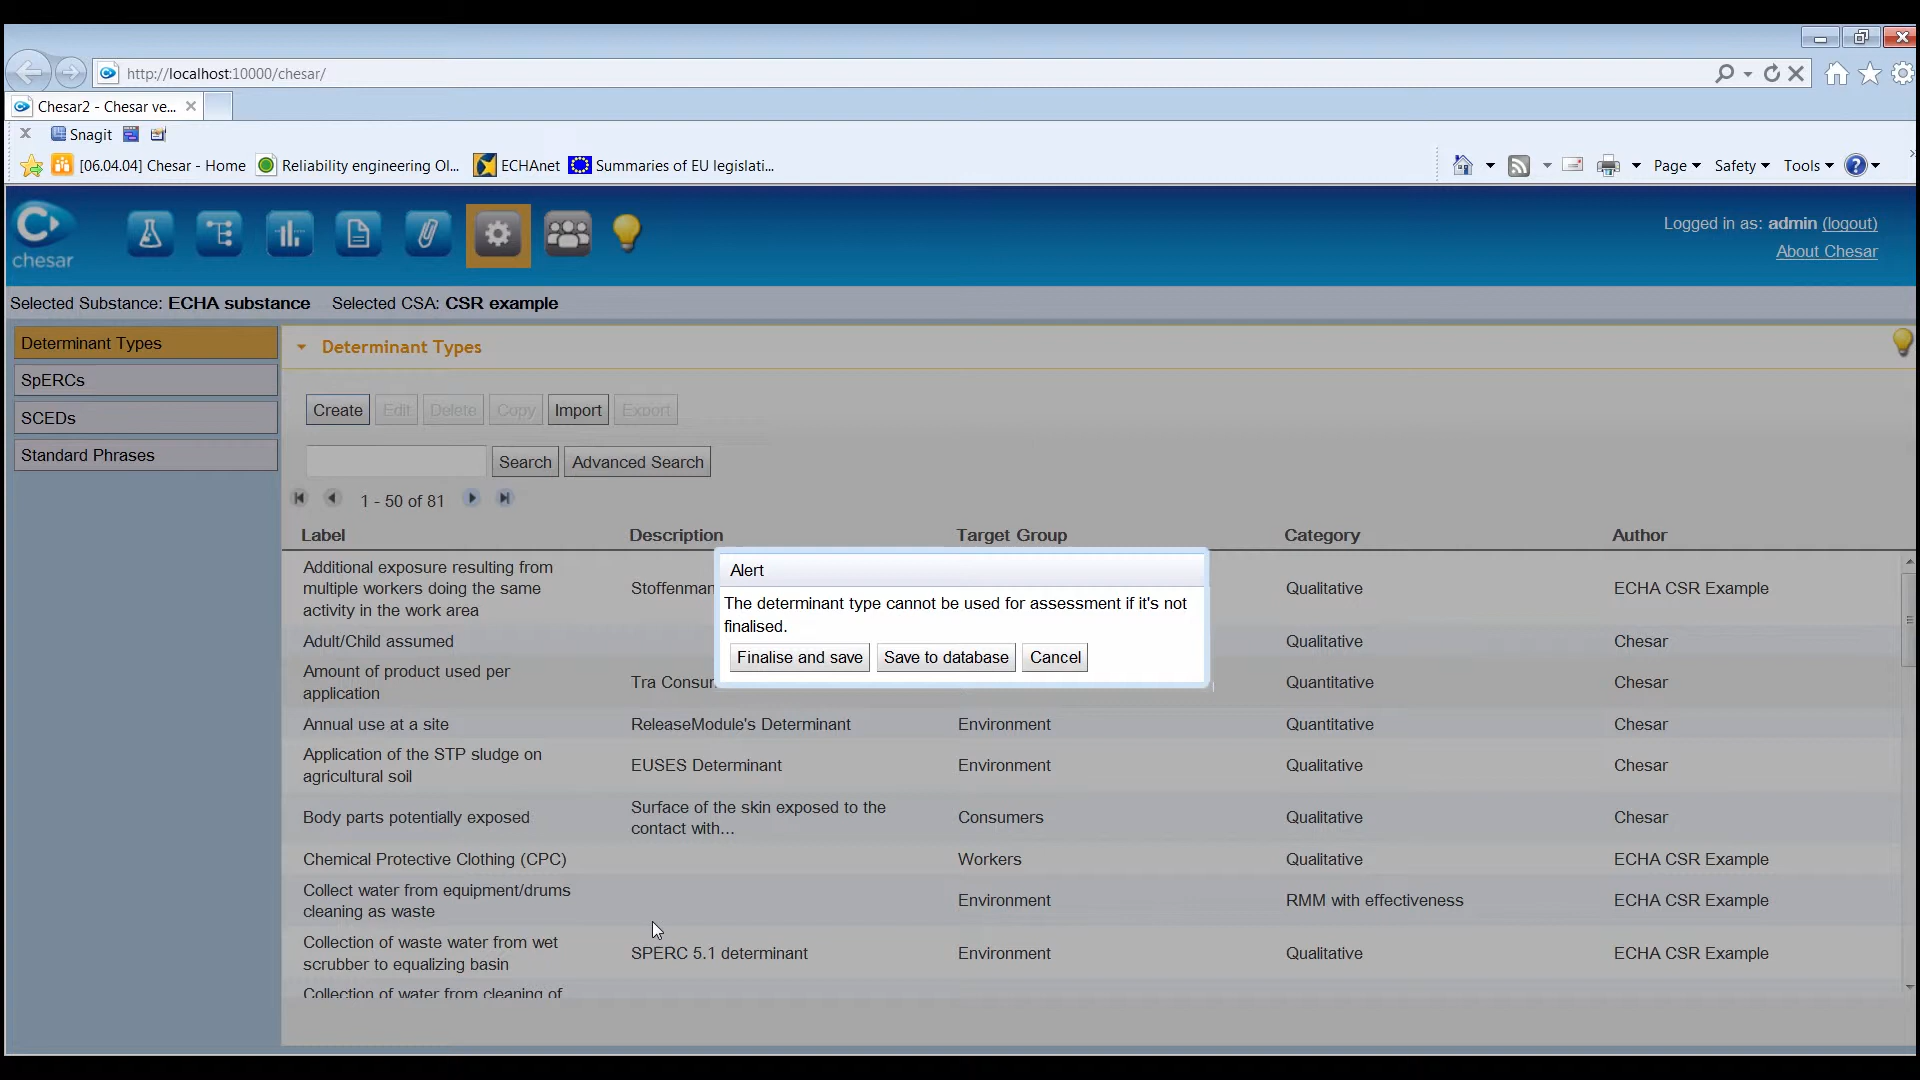 http://localhost:10000/chesar/
Chesar2 - Chesar ve...
Snagit
[06.04.04] Chesar - Home
Reliability engineering Ol...
ECHAnet
Summaries of EU legislati...
Page
Safety
Tools
chesar
Logged in as: admin (logout)
About Chesar
Selected Substance: ECHA substance Selected CSA: CSR example
Determinant Types
SpERCs
SCEDs
Standard Phrases
Determinant Types
Create Edit Delete Copy Import Export
Search Advanced Search
1 - 50 of 81
Label Description Target Group Category Author
Additional exposure resulting from
multiple workers doing the same
activity in the work area
Stoffenman
Qualitative
ECHA CSR Example
Adult/Child assumed
Qualitative
Chesar
Amount of product used per
application
Tra Consu
Quantitative
Chesar
Annual use at a site
ReleaseModule's Determinant
Environment
Quantitative
Chesar
Application of the STP sludge on
agricultural soil
EUSES Determinant
Environment
Qualitative
Chesar
Body parts potentially exposed
Surface of the skin exposed to the
contact with...
Consumers
Qualitative
Chesar
Chemical Protective Clothing (CPC)
Workers
Qualitative
ECHA CSR Example
Collect water from equipment/drums
cleaning as waste
Environment
RMM with effectiveness
ECHA CSR Example
Collection of waste water from wet
scrubber to equalizing basin
SPERC 5.1 determinant
Environment
Qualitative
ECHA CSR Example
Collection of water from cleaning of
Alert
The determinant type cannot be used for assessment if it's not
finalised.
Finalise and save Save to database Cancel